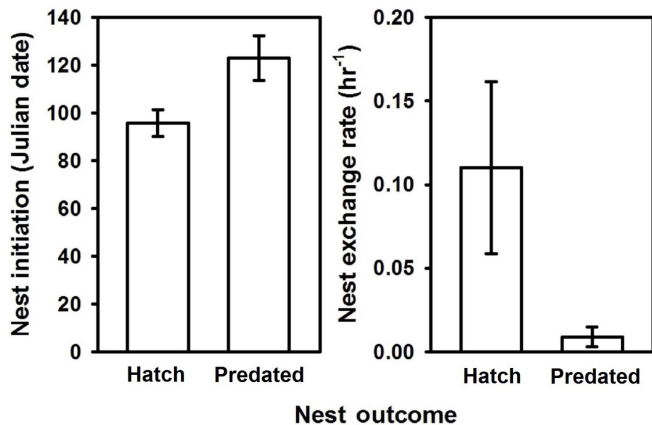 Nest initiation (Julian date)
140
120
100
80
60
40
20
0
Hatch Predated
Nest exchange rate (hr-1)
0.20
0.15
0.10
0.05
0.00
Hatch Predated
Nest outcome